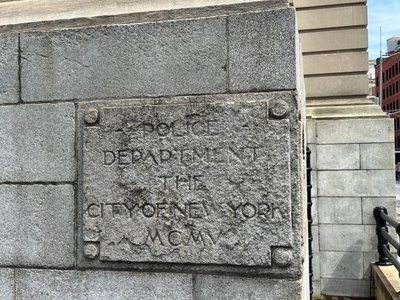 POLICE
DEPARTMENT
THE
CITY OF NEW YORK
MCMV